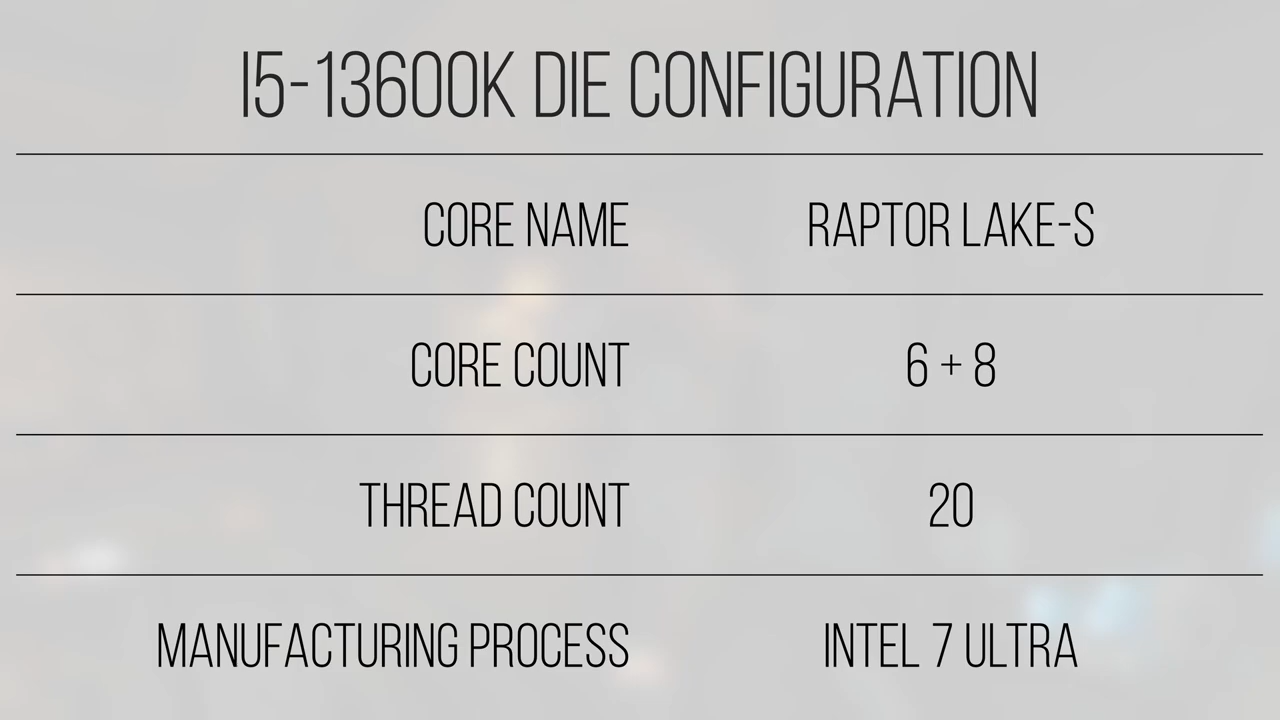 I5-13600K DIE CONFIGURATION
CORE NAME RAPTOR LAKE-S
CORE COUNT 6 + 8
THREAD COUNT 20
MANUFACTURING PROCESS INTEL 7 ULTRA